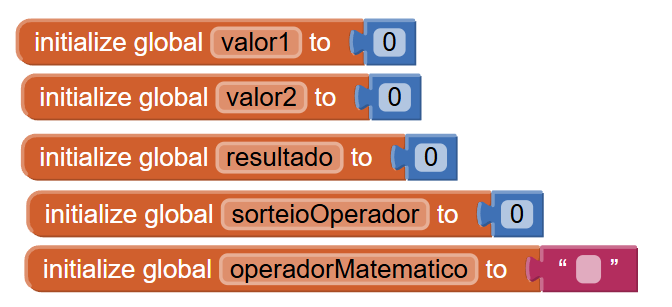 initialize global valor1 to 0
initialize global valor2 to 0
initialize global resultado to 0
initialize global sorteioOperador to 0
initialize global operadorMatematico to “ ”